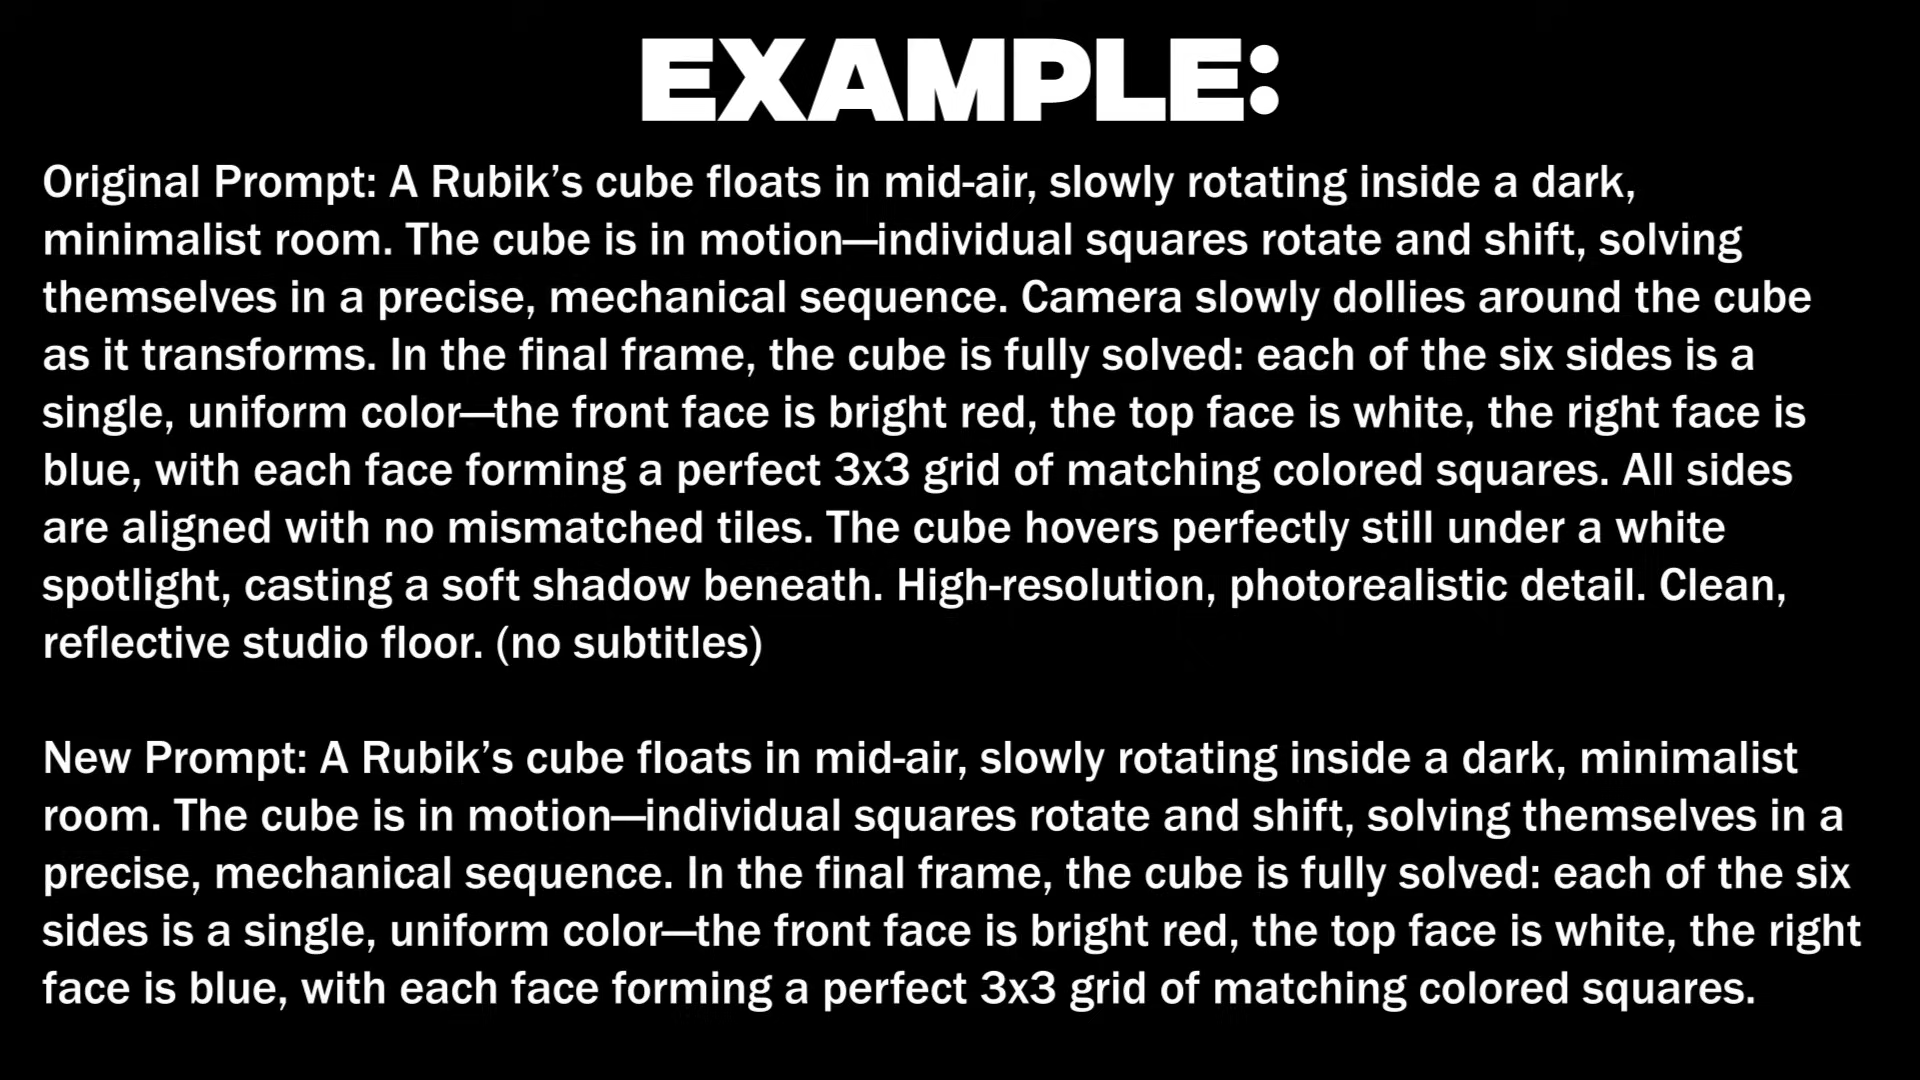 EXAMPLE:
Original Prompt: A Rubik’s cube floats in mid-air, slowly rotating inside a dark,
minimalist room. The cube is in motion—individual squares rotate and shift, solving
themselves in a precise, mechanical sequence. Camera slowly dollies around the cube
as it transforms. In the final frame, the cube is fully solved: each of the six sides is a
single, uniform color—the front face is bright red, the top face is white, the right face is
blue, with each face forming a perfect 3x3 grid of matching colored squares. All sides
are aligned with no mismatched tiles. The cube hovers perfectly still under a white
spotlight, casting a soft shadow beneath. High-resolution, photorealistic detail. Clean,
reflective studio floor. (no subtitles)
New Prompt: A Rubik’s cube floats in mid-air, slowly rotating inside a dark, minimalist
room. The cube is in motion—individual squares rotate and shift, solving themselves in a
precise, mechanical sequence. In the final frame, the cube is fully solved: each of the six
sides is a single, uniform color—the front face is bright red, the top face is white, the right
face is blue, with each face forming a perfect 3x3 grid of matching colored squares.